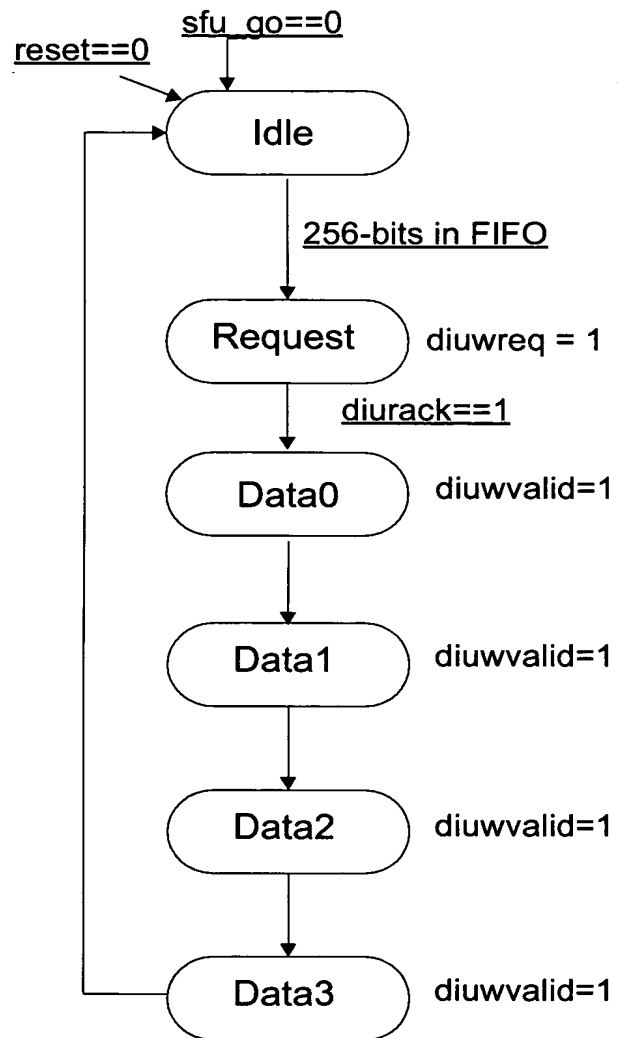 sfu_go==0
reset==0
Idle
256-bits in FIFO
Request
diuwreq = 1
diurack==1
Data0
diuwvalid=1
Data1
diuwvalid=1
Data2
diuwvalid=1
Data3
diuwvalid=1